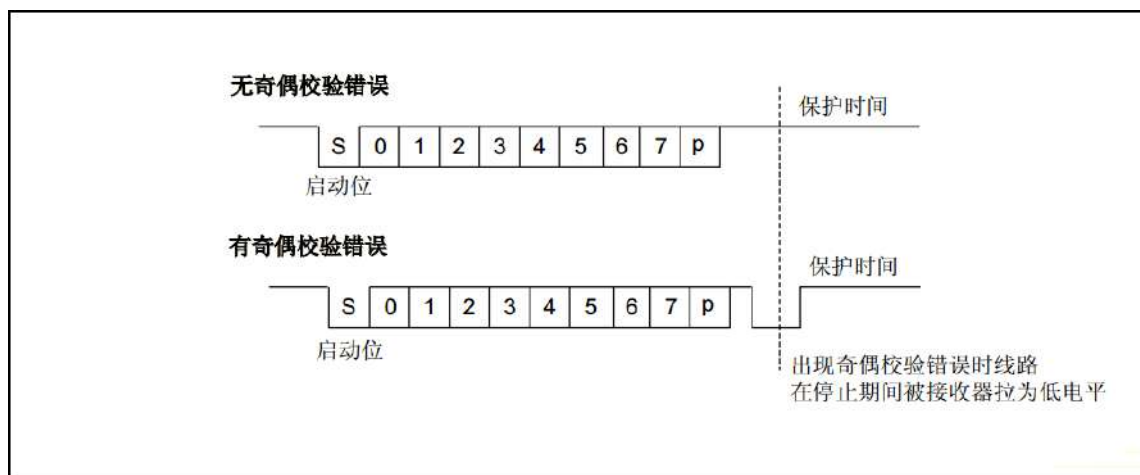 无奇偶校验错误
保护时间
S 0 1 2 3 4 5 6 7 p
启动位
有奇偶校验错误
保护时间
S 0 1 2 3 4 5 6 7 p
启动位
出现奇偶校验错误时线路
在停止期间被接收器拉为低电平